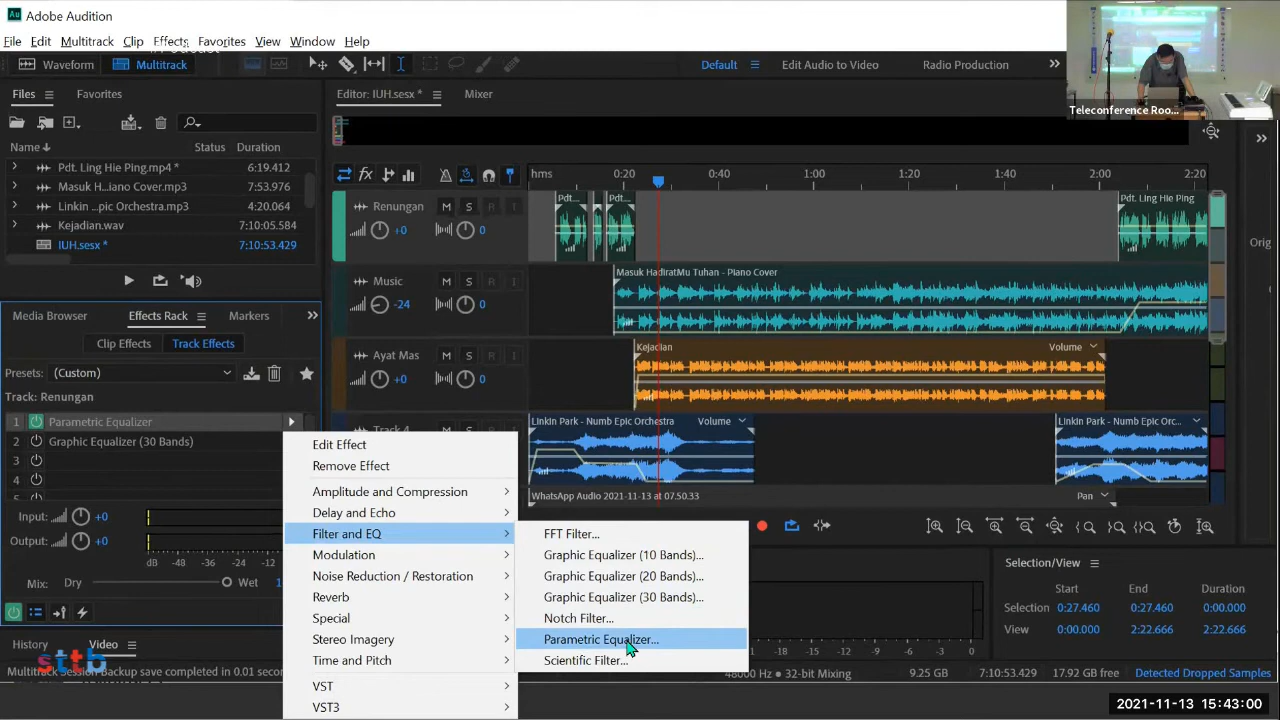 Adobe Audition
File Edit Multitrack Clip Effects Favorites View Window Help
Waveform Multitrack Default Edit Audio to Video Radio Production
Teleconference Roo...
Files Favorites
Editor: IUH.sesx * Mixer
Name Status Duration
Pdt. Ling Hie Ping.mp4 * 6:19.412
Masuk H...iano Cover.mp3 7:53.976
Linkin ...pic Orchestra.mp3 4:20.064
Kejadian.wav 7:10:05.584
IUH.sesx * 7:10:53.429
hms 0:20 0:40 1:00 1:20 1:40 2:00 2:20
Renungan M S R I
+0 0
Pdt... Pdt... Pdt. Ling Hie Ping
Orig
Music M S R I
-24 0
Masuk HadiratMu Tuhan - Piano Cover
Ayat Mas M S R I
+0 0
Kejadian Volume
Track 4
Linkin Park - Numb Epic Orchestra Volume
Linkin Park - Numb Epic Orc...
WhatsApp Audio 2021-11-13 at 07.50.33 Pan
Media Browser Effects Rack Markers
Clip Effects Track Effects
Presets: (Custom)
Track: Renungan
1 Parametric Equalizer
2 Graphic Equalizer (30 Bands)
3
4
5
Input: +0
Output: +0
dB -48 -36 -24 -12 0
Mix: Dry Wet
Edit Effect
Remove Effect
Amplitude and Compression
Delay and Echo
Filter and EQ
Modulation
Noise Reduction / Restoration
Reverb
Special
Stereo Imagery
Time and Pitch
VST
VST3
FFT Filter...
Graphic Equalizer (10 Bands)...
Graphic Equalizer (20 Bands)...
Graphic Equalizer (30 Bands)...
Notch Filter...
Parametric Equalizer...
Scientific Filter...
-18 -15 -12 -9 -6 -3 0
Selection/View
Start End Duration
Selection 0:27.460 0:27.460 0:00.000
View 0:00.000 2:22.666 2:22.666
History Video
sttb
Multitrack Session Backup saved in 0.01 second
48000 Hz • 32-bit Mixing 9.25 GB 7:10:53.429 17.92 GB free Detected Dropped Samples
2021-11-13 15:43:00